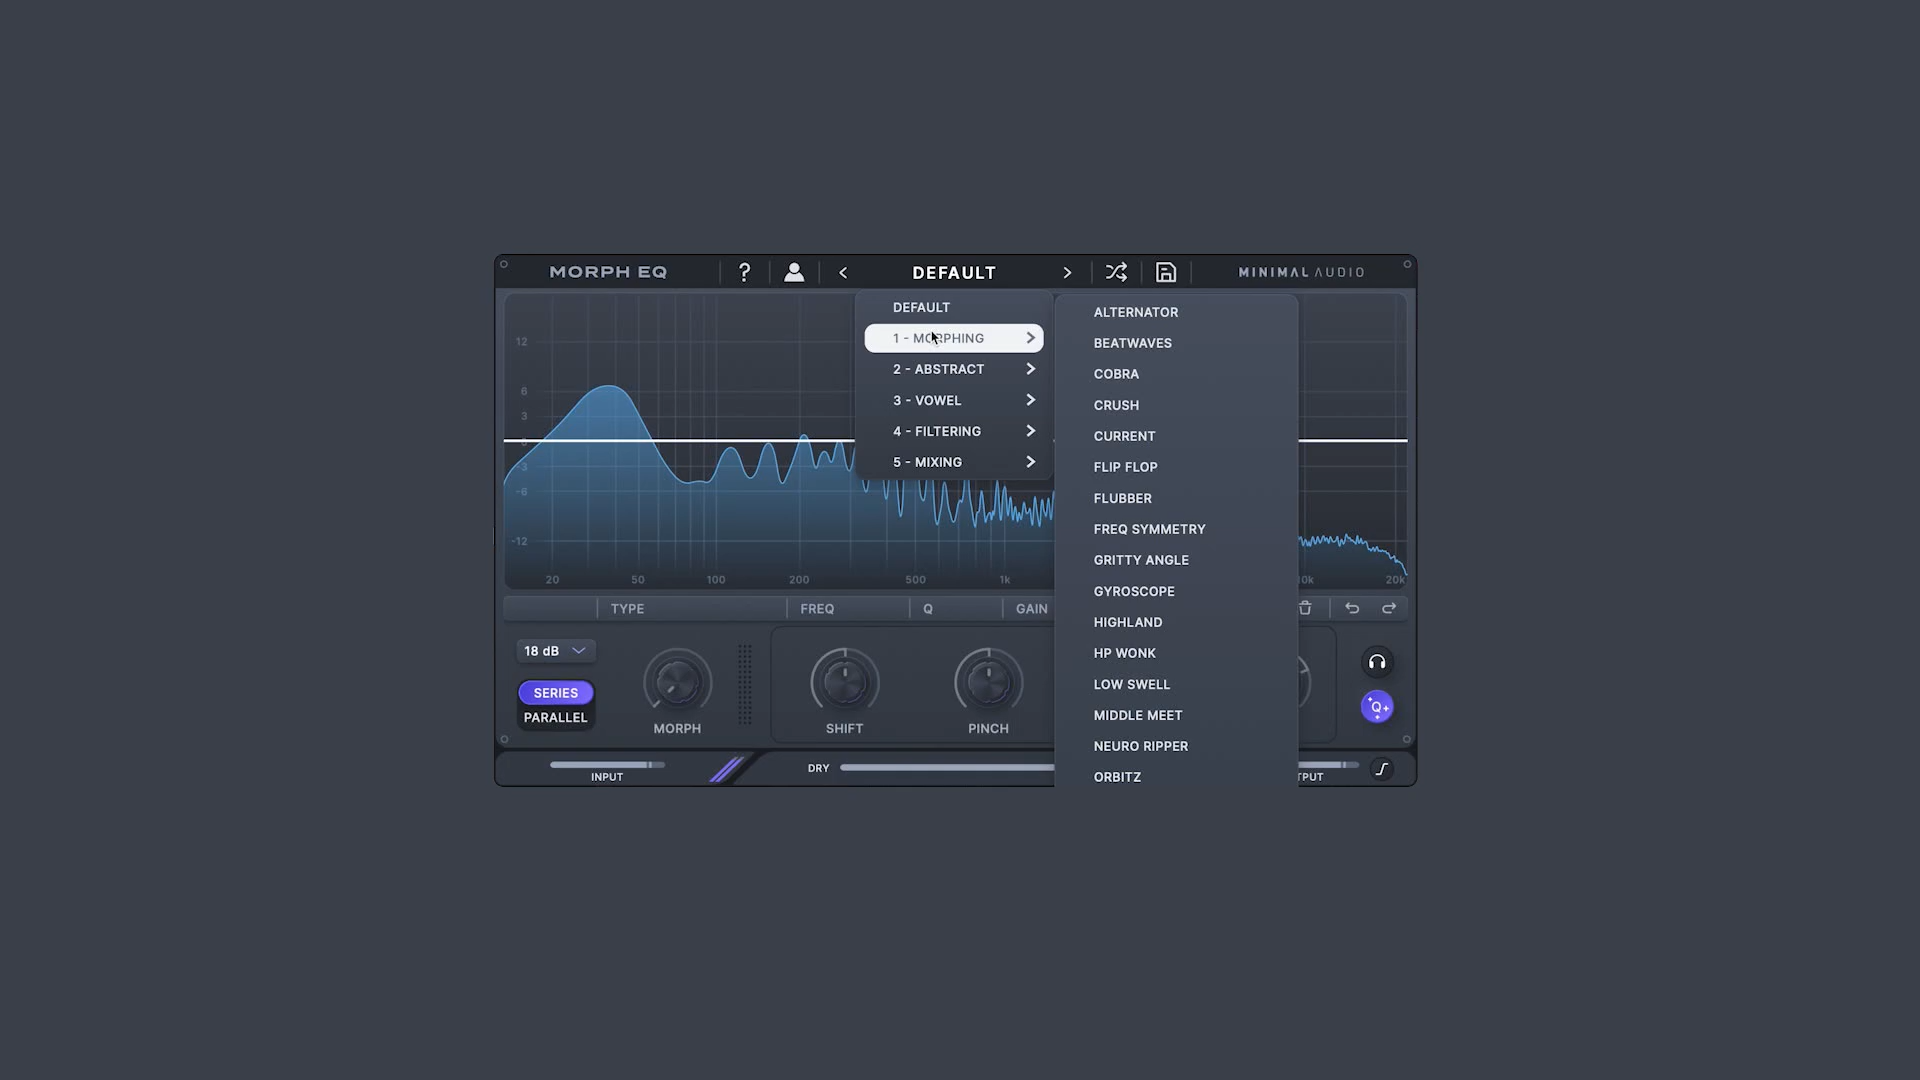 MORPH EQ
?
DEFAULT
MINIMAL AUDIO
DEFAULT
1 - MORPHING
2 - ABSTRACT
3 - VOWEL
4 - FILTERING
5 - MIXING
ALTERNATOR
BEATWAVES
COBRA
CRUSH
CURRENT
FLIP FLOP
FLUBBER
FREQ SYMMETRY
GRITTY ANGLE
GYROSCOPE
HIGHLAND
HP WONK
LOW SWELL
MIDDLE MEET
NEURO RIPPER
ORBITZ
12
6
3
-3
-6
-12
20 50 100 200 500 1k 20k
TYPE FREQ Q GAIN
18 dB
SERIES
PARALLEL
MORPH
SHIFT
PINCH
Q+
INPUT
DRY